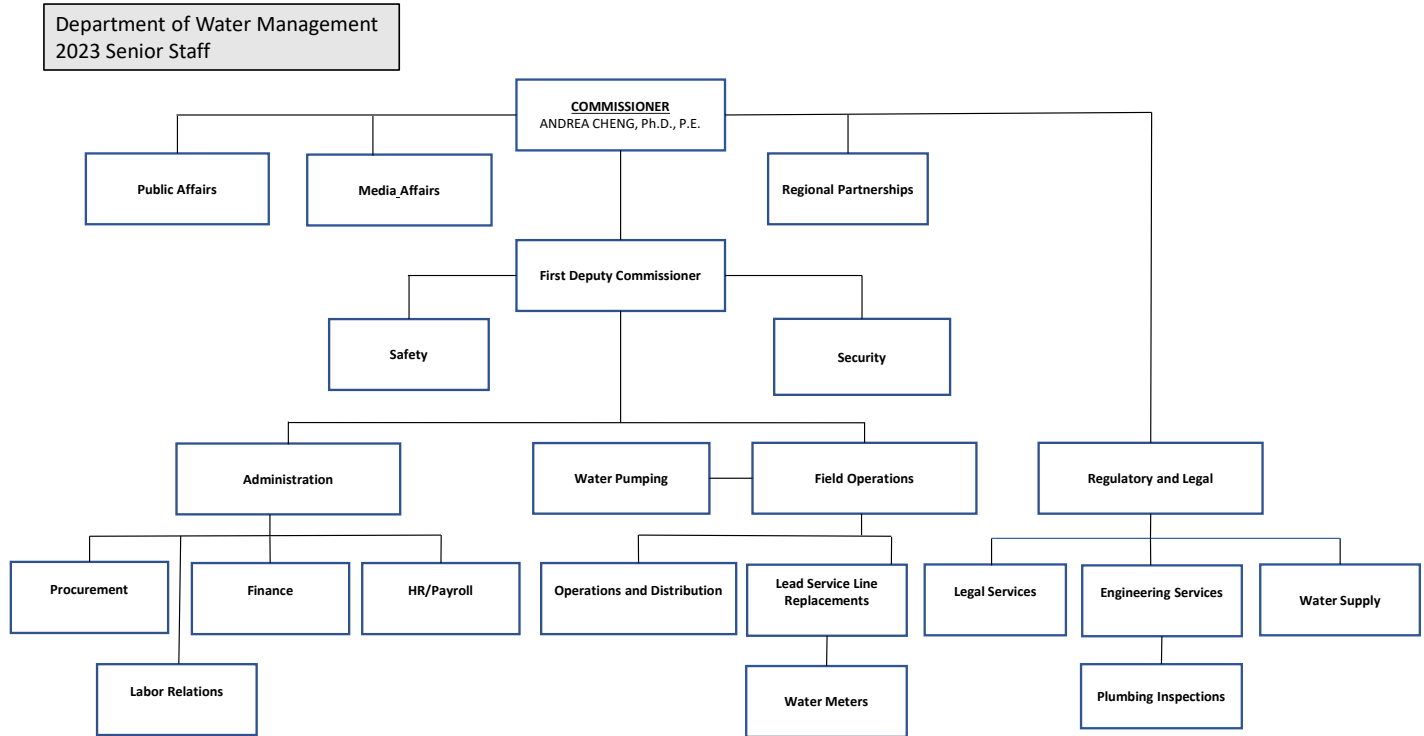 Department of Water Management
2023 Senior Staff
COMMISSIONER
ANDREA CHENG, Ph.D., P.E.
Public Affairs
Media Affairs
Regional Partnerships
First Deputy Commissioner
Safety
Security
Administration
Water Pumping
Field Operations
Regulatory and Legal
Procurement
Finance
HR/Payroll
Operations and Distribution
Lead Service Line
Replacements
Legal Services
Engineering Services
Water Supply
Labor Relations
Water Meters
Plumbing Inspections